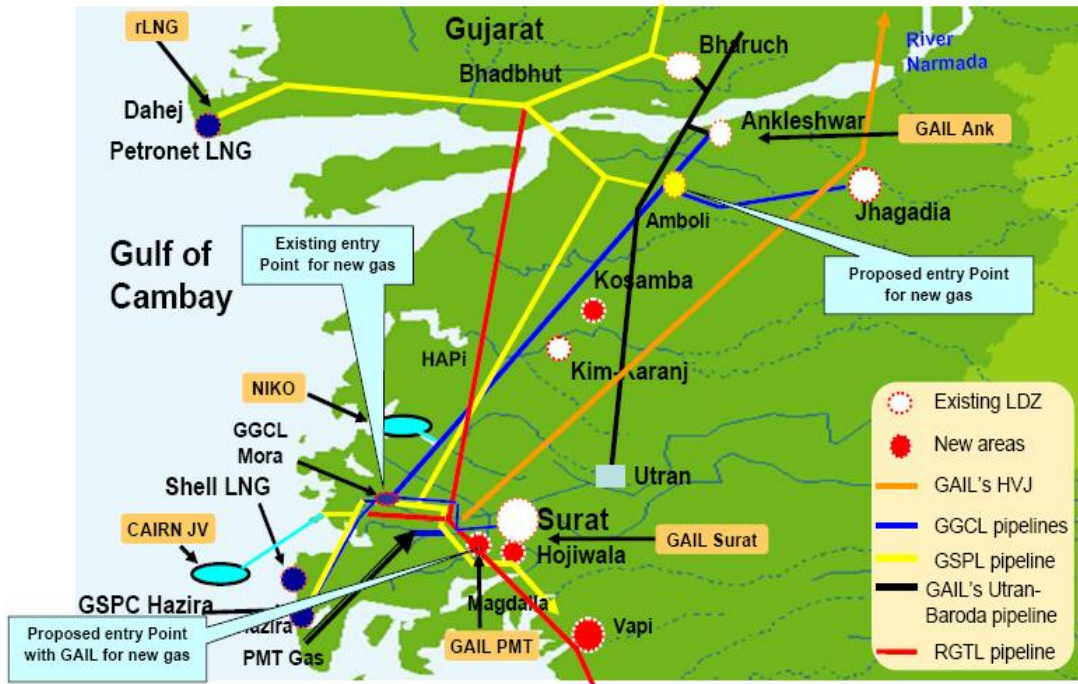 rLNG
Gujarat
Bharuch
River
Narmada
Bhadbhut
Dahej
Petronet LNG
Ankleshwar
GAIL Ank
Jhagadia
Amboli
Existing entry
Point for new gas
Gulf of
Cambay
Proposed entry Point
for new gas
Kosamba
HAPi
Kim-Karanj
NIKO
GGCL
Mora
Shell LNG
Utran
CAIRN JV
Surat
Hojiwala
GAIL Surat
GSPC Hazira
Hazira
Magdalla
Proposed entry Point
with GAIL for new gas
PMT Gas
GAIL PMT
Vapi
Existing LDZ
New areas
GAIL's HVJ
GGCL pipelines
GSPL pipeline
GAIL's Utran-
Baroda pipeline
RGTL pipeline